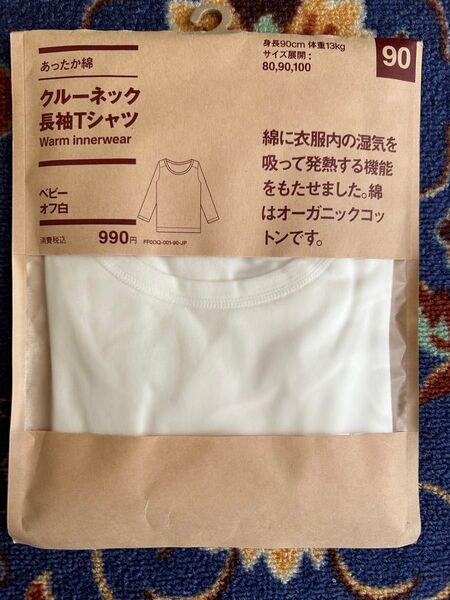 あったか綿
クルーネック
長袖Tシャツ
Warm innerwear
ベビー
オフ白
消費税込 990円
FF0OQ-001-90-JP
身長90cm 体重13kg
サイズ展開：
80,90,100
90
綿に衣服内の湿気を
吸って発熱する機能
をもたせました。綿
はオーガニックコッ
トンです。